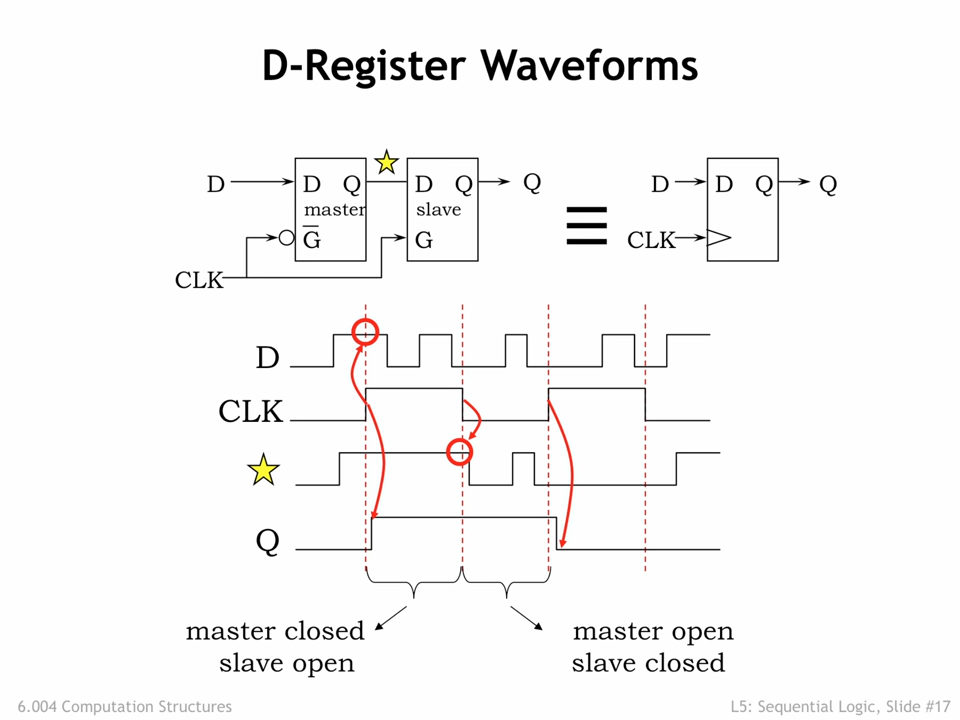 D-Register Waveforms
D D Q D Q Q D D Q Q
master slave
G G CLK
CLK
D
CLK
Q
master closed master open
slave open slave closed
6.004 Computation Structures L5: Sequential Logic, Slide #17